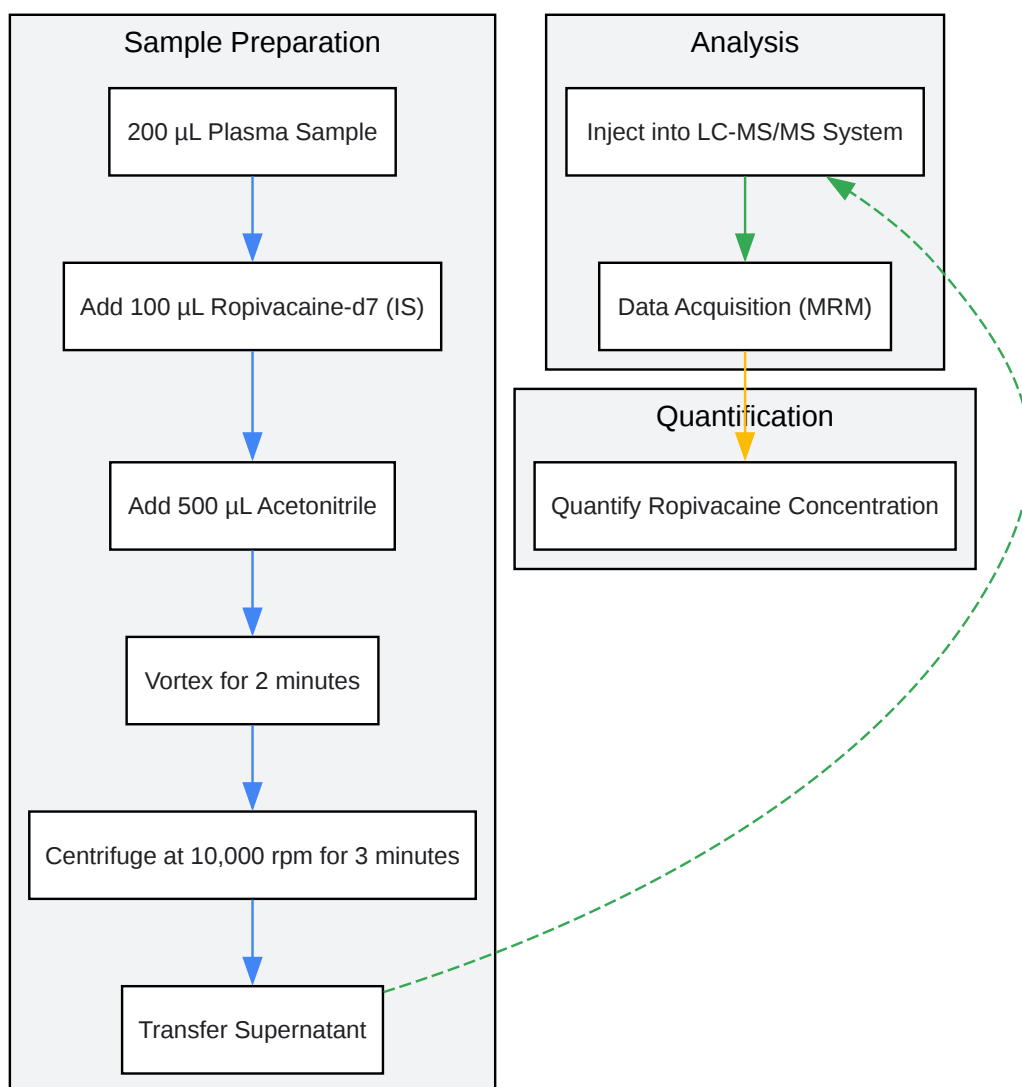 Sample Preparation
200 µL Plasma Sample
Add 100 µL Ropivacaine-d7 (IS)
Add 500 µL Acetonitrile
Vortex for 2 minutes
Centrifuge at 10,000 rpm for 3 minutes
Transfer Supernatant
Analysis
Inject into LC-MS/MS System
Data Acquisition (MRM)
Quantification
Quantify Ropivacaine Concentration